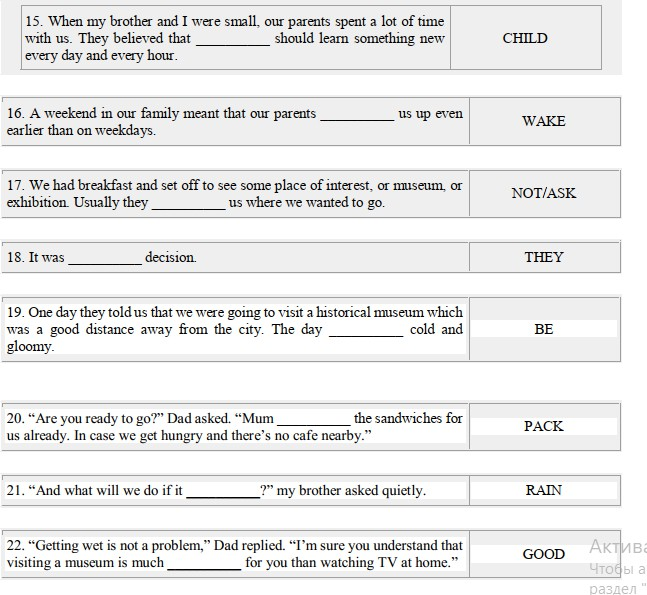 15. When my brother and I were small, our parents spent a lot of time
with us. They believed that __________ should learn something new
every day and every hour.
CHILD
16. A weekend in our family meant that our parents __________ us up even
earlier than on weekdays.
WAKE
17. We had breakfast and set off to see some place of interest, or museum, or
exhibition. Usually they __________ us where we wanted to go.
NOT/ASK
18. It was __________ decision.
THEY
19. One day they told us that we were going to visit a historical museum which
was a good distance away from the city. The day __________ cold and
gloomy.
BE
20. “Are you ready to go?” Dad asked. “Mum __________ the sandwiches for
us already. In case we get hungry and there’s no cafe nearby.”
PACK
21. “And what will we do if it __________?” my brother asked quietly.
RAIN
22. “Getting wet is not a problem,” Dad replied. “I’m sure you understand that
visiting a museum is much __________ for you than watching TV at home.”
GOOD
Чтобы
раздел "